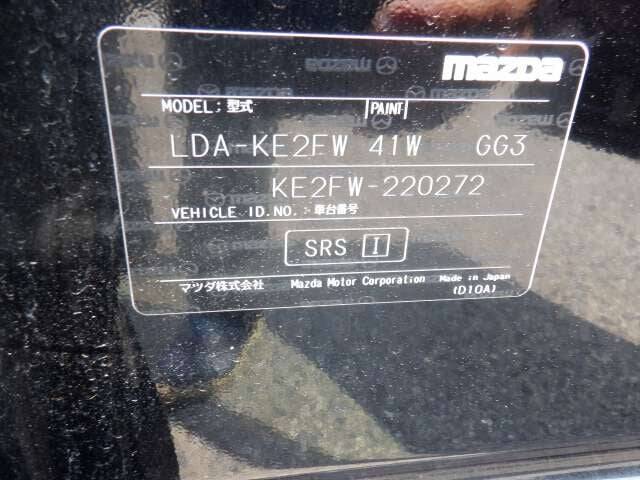 mazda
MODEL：型式 PAINT
LDA-KE2FW 41W GG3
KE2FW-220272
VEHICLE ID.NO.：車台番号
SRS I
マツダ株式会社 Mazda Motor Corporation Made in Japan
(D10A)